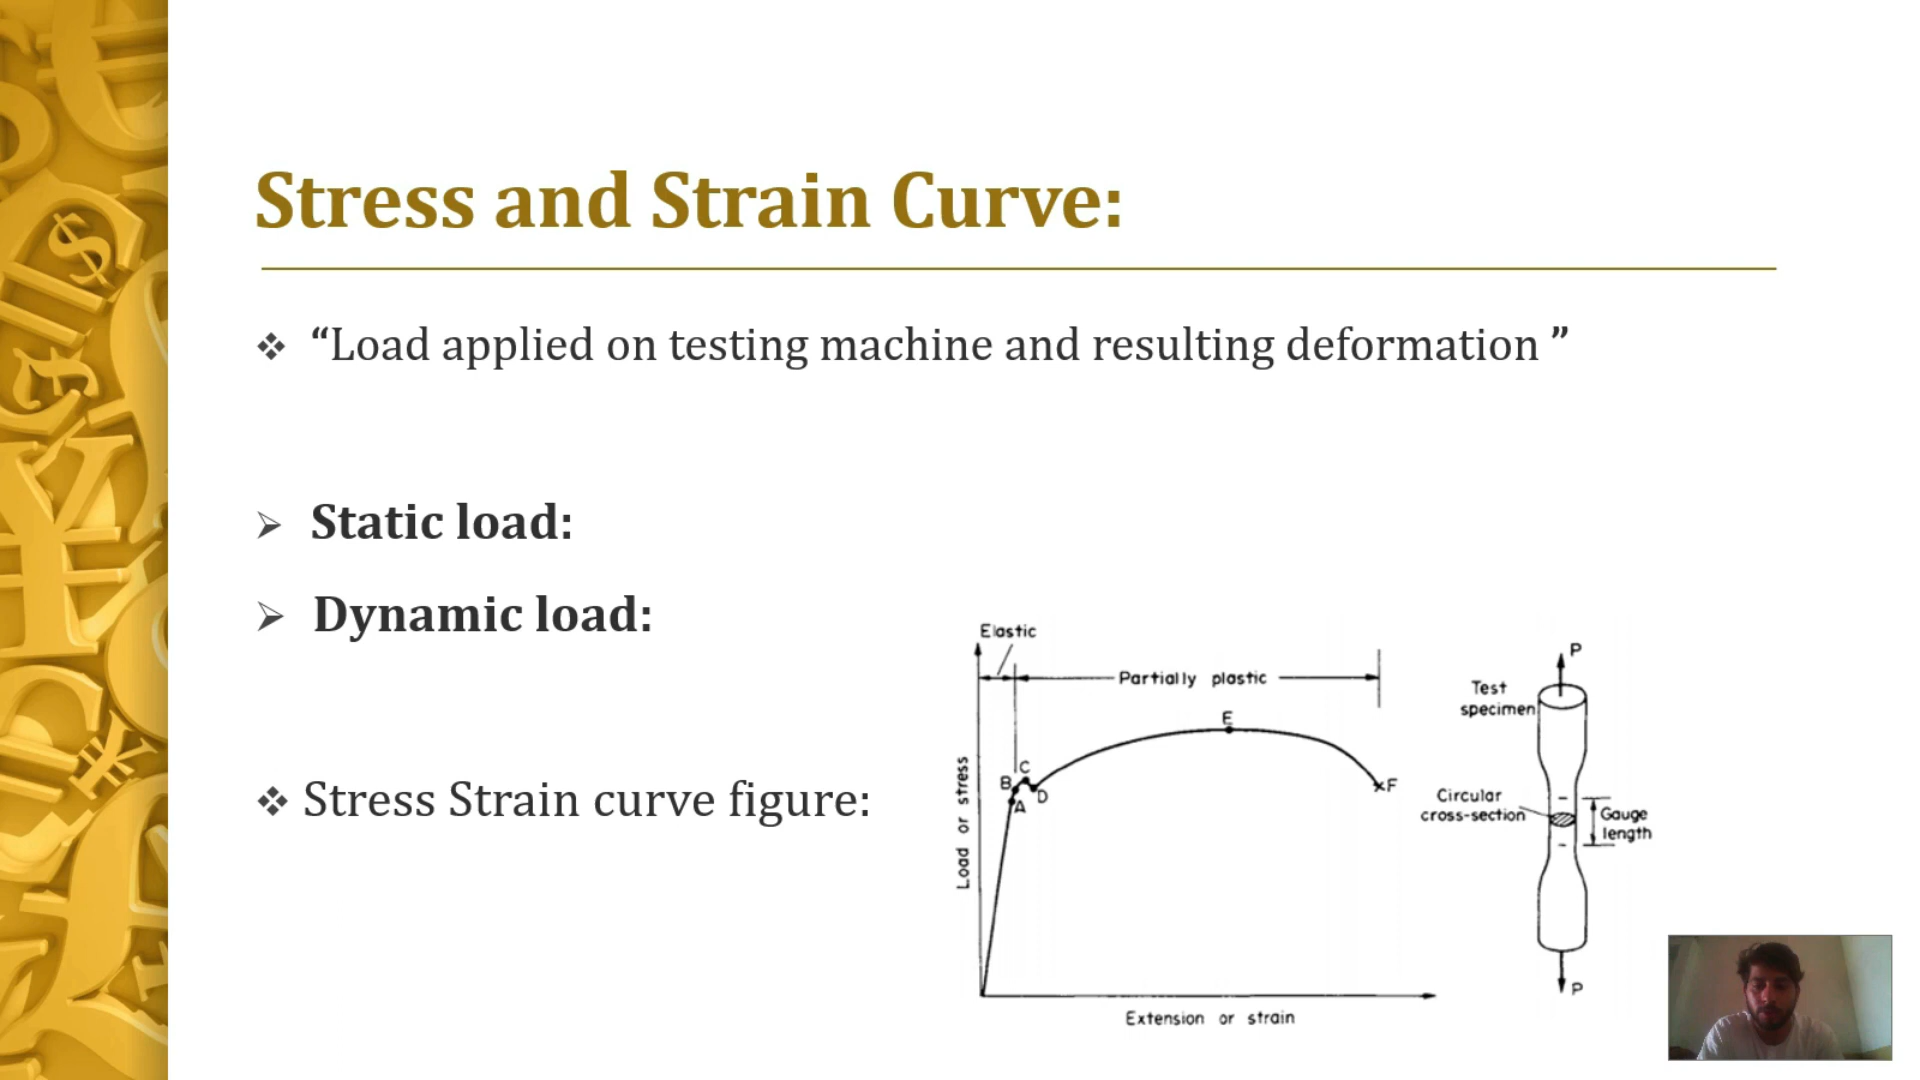 Stress and Strain Curve:
❖ “Load applied on testing machine and resulting deformation ”
➢ Static load:
➢ Dynamic load:
❖ Stress Strain curve figure:
Elastic
Partially plastic
E
C
B
A
D
F
Load or stress
Extension or strain
P
Test
specimen
Circular
cross-section
Gauge
length
P